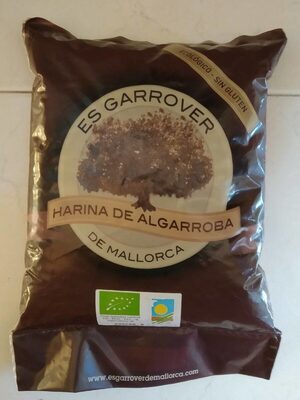 ECOLÓGICO - SIN GLUTEN
ES GARROVER
HARINA DE ALGARROBA
DE MALLORCA
www.esgarroverdemallorca.com